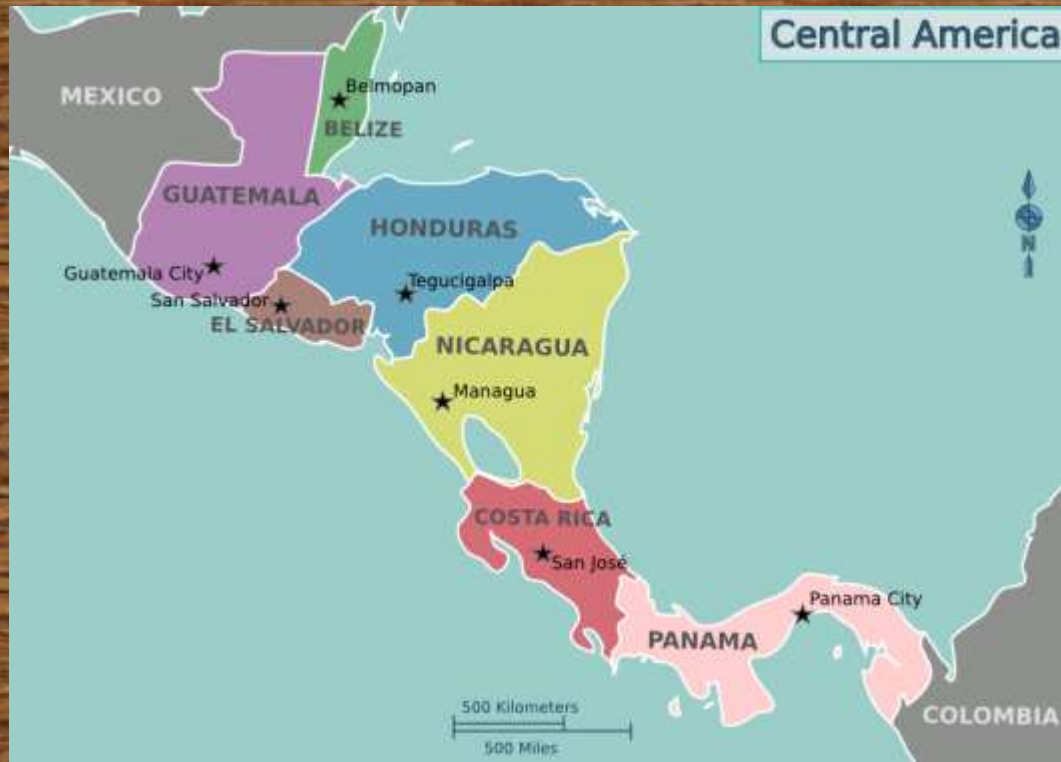 Central America
MEXICO
Belmopan
BELIZE
GUATEMALA
HONDURAS
N
Guatemala City
Tegucigalpa
San Salvador
EL SALVADOR
NICARAGUA
Managua
COSTA RICA
San José
Panama City
PANAMA
COLOMBIA
500 Kilometers
500 Miles